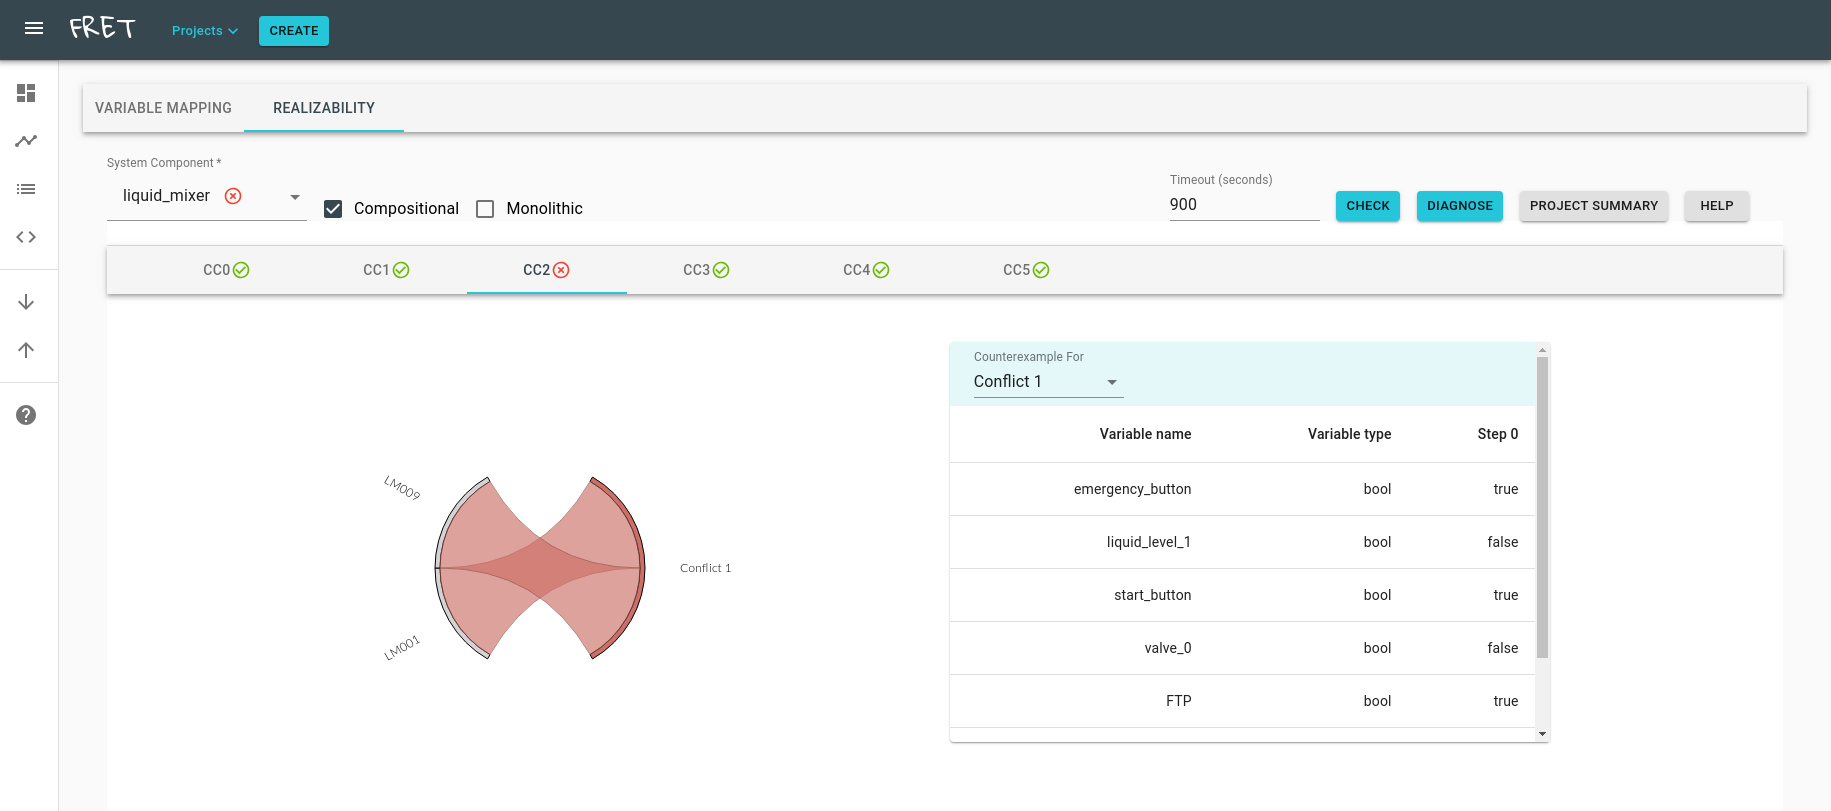 FRET
Projects
CREATE
VARIABLE MAPPING
REALIZABILITY
System Component *
liquid_mixer
Compositional
Monolithic
Timeout (seconds)
900
CHECK
DIAGNOSE
PROJECT SUMMARY
HELP
CC0
CC1
CC2
CC3
CC4
CC5
LM009
LM001
Conflict 1
Counterexample For
Conflict 1
Variable name Variable type Step 0
emergency_button bool true
liquid_level_1 bool false
start_button bool true
valve_0 bool false
FTP bool true